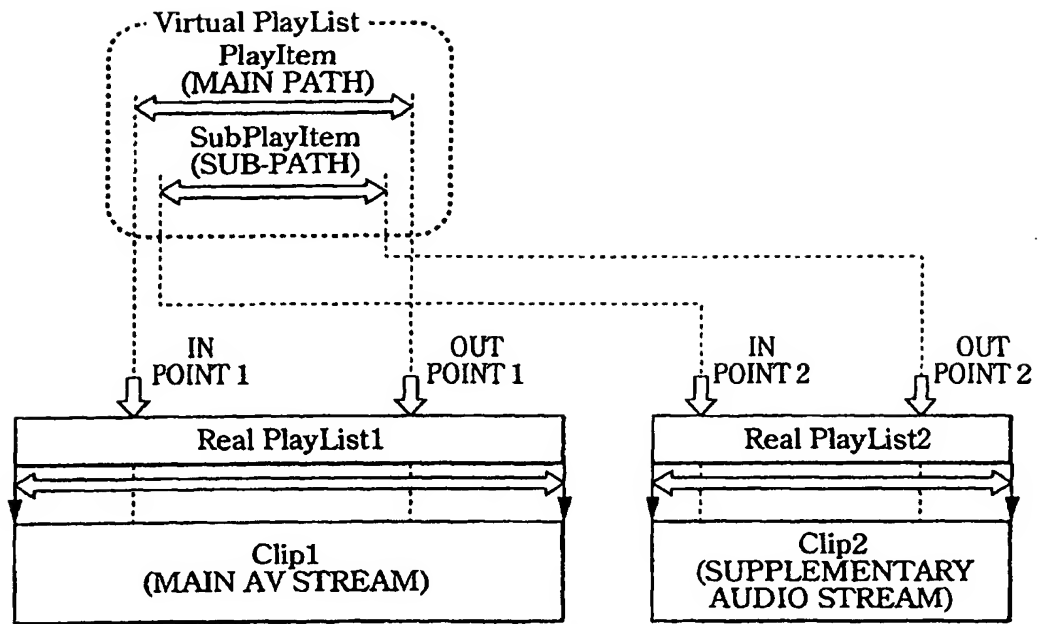 Virtual PlayList
PlayItem
(MAIN PATH)
SubPlayItem
(SUB-PATH)
IN
POINT 1
OUT
POINT 1
IN
POINT 2
OUT
POINT 2
Real PlayList1
Real PlayList2
Clip1
(MAIN AV STREAM)
Clip2
(SUPPLEMENTARY
AUDIO STREAM)